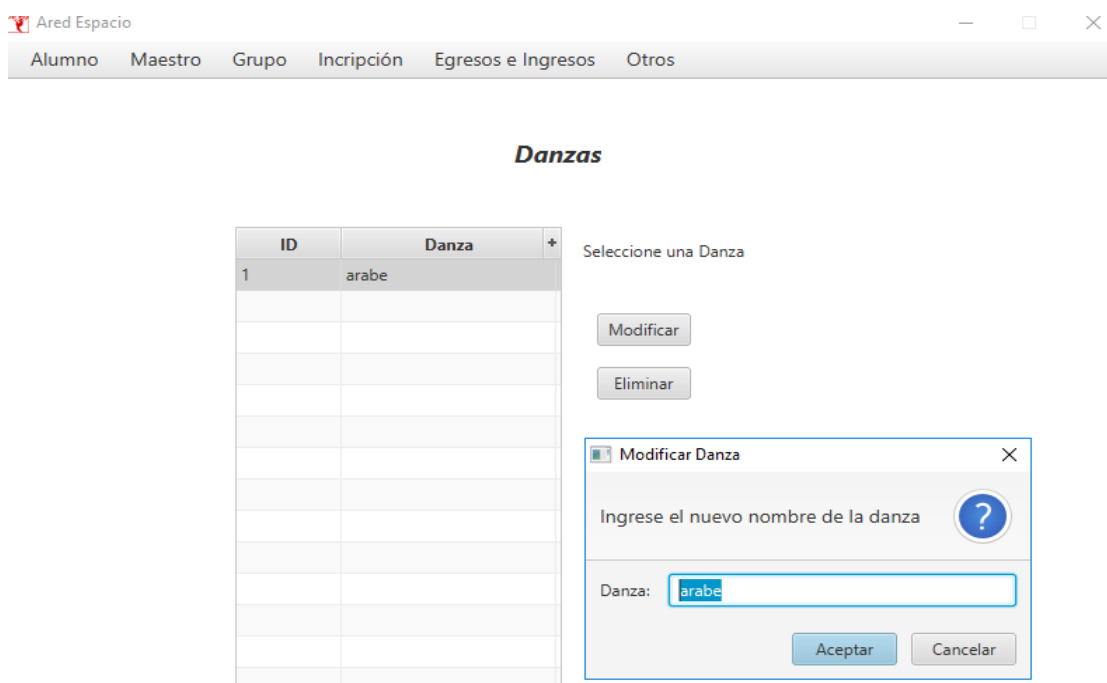 Ared Espacio
Alumno Maestro Grupo Incripción Egresos e Ingresos Otros
Danzas
ID Danza +
1 arabe
Seleccione una Danza
Modificar
Eliminar
Modificar Danza
Ingrese el nuevo nombre de la danza
?
Danza: arabe
Aceptar Cancelar